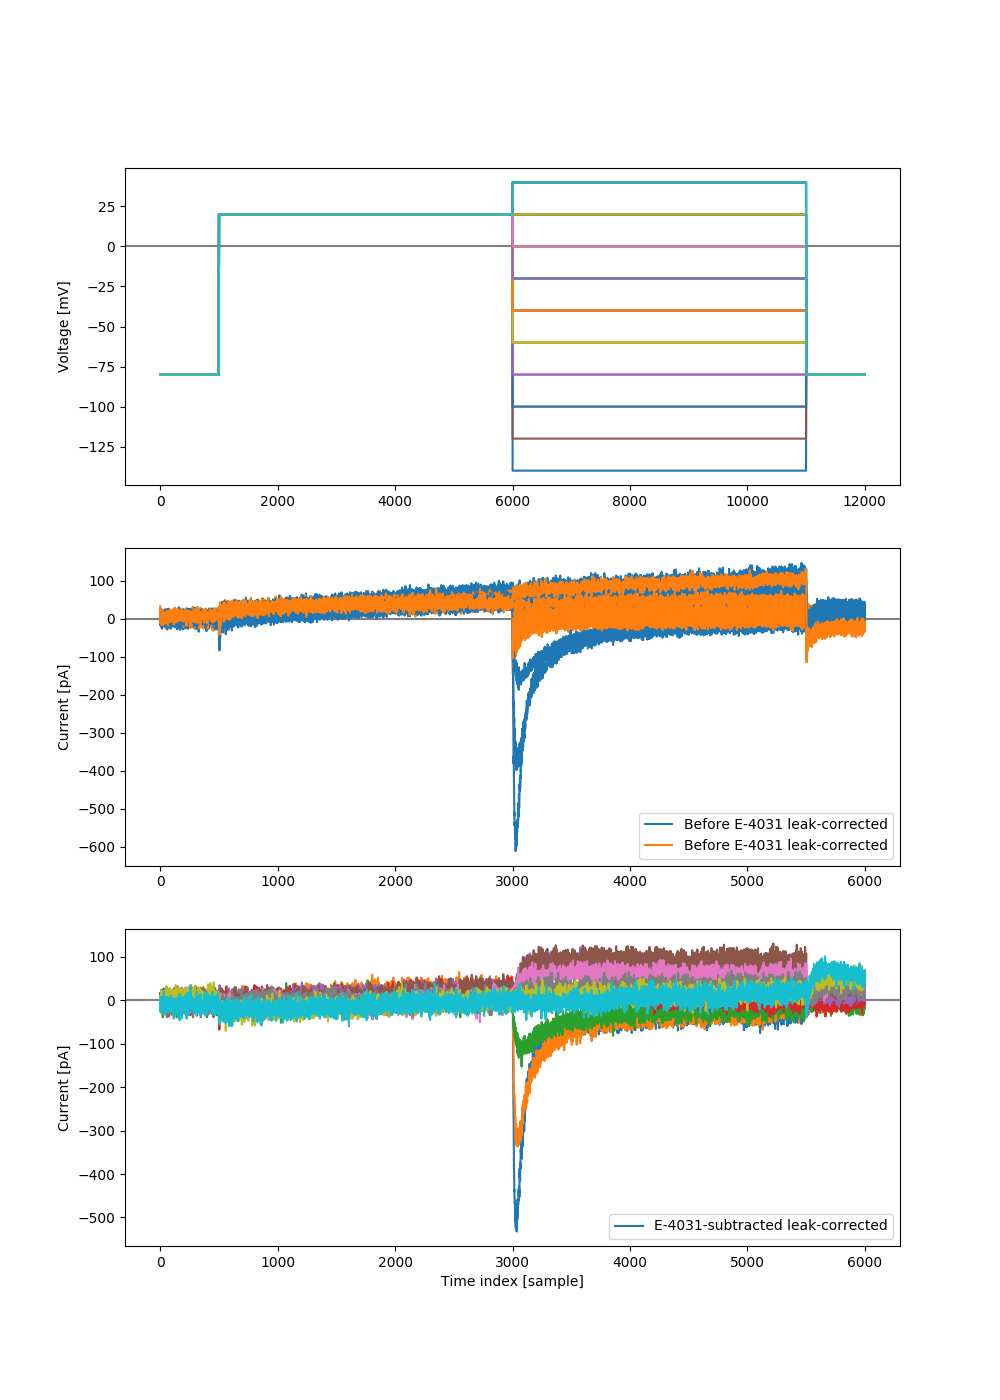 25
0
−25
−50
−75
−100
−125
Voltage [mV]
0 2000 4000 6000 8000 10000 12000
100
0
−100
−200
−300
−400
−500
−600
Current [pA]
Before E-4031 leak-corrected
Before E-4031 leak-corrected
0 1000 2000 3000 4000 5000 6000
100
0
−100
−200
−300
−400
−500
Current [pA]
E-4031-subtracted leak-corrected
0 1000 2000 3000 4000 5000 6000
Time index [sample]